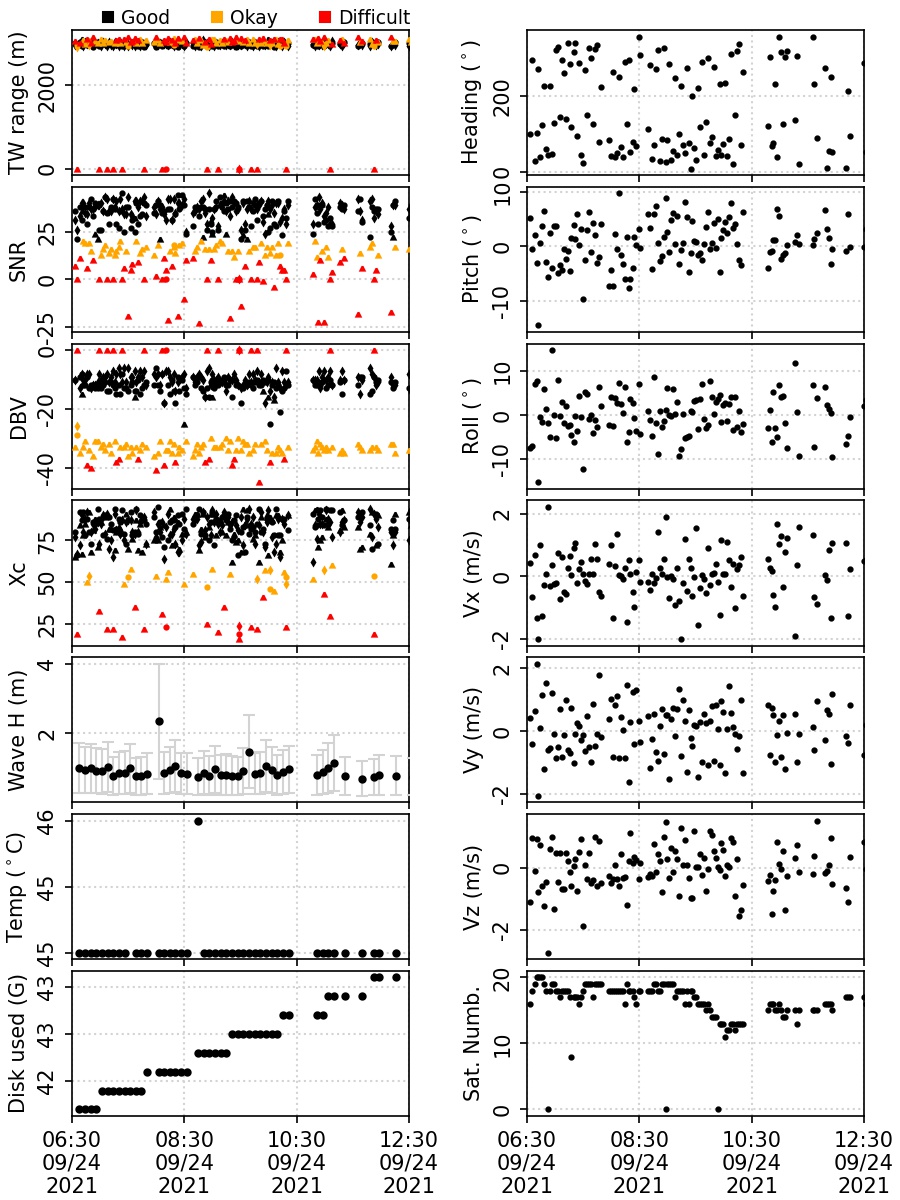 Good Okay Difficult
TW range (m)
2000
0
Heading (°)
200
0
SNR
25
0
-25
Pitch (°)
10
0
-10
DBV
0
-20
-40
Roll (°)
10
0
-10
Xc
75
50
25
Vx (m/s)
2
0
-2
Wave H (m)
4
2
Vy (m/s)
2
0
-2
Temp (°C)
46
45
45
Vz (m/s)
0
-2
Disk used (G)
43
43
42
Sat. Numb.
20
10
0
06:30 08:30 10:30 12:30 06:30 08:30 10:30 12:30
09/24 09/24 09/24 09/24 09/24 09/24 09/24 09/24
2021 2021 2021 2021 2021 2021 2021 2021